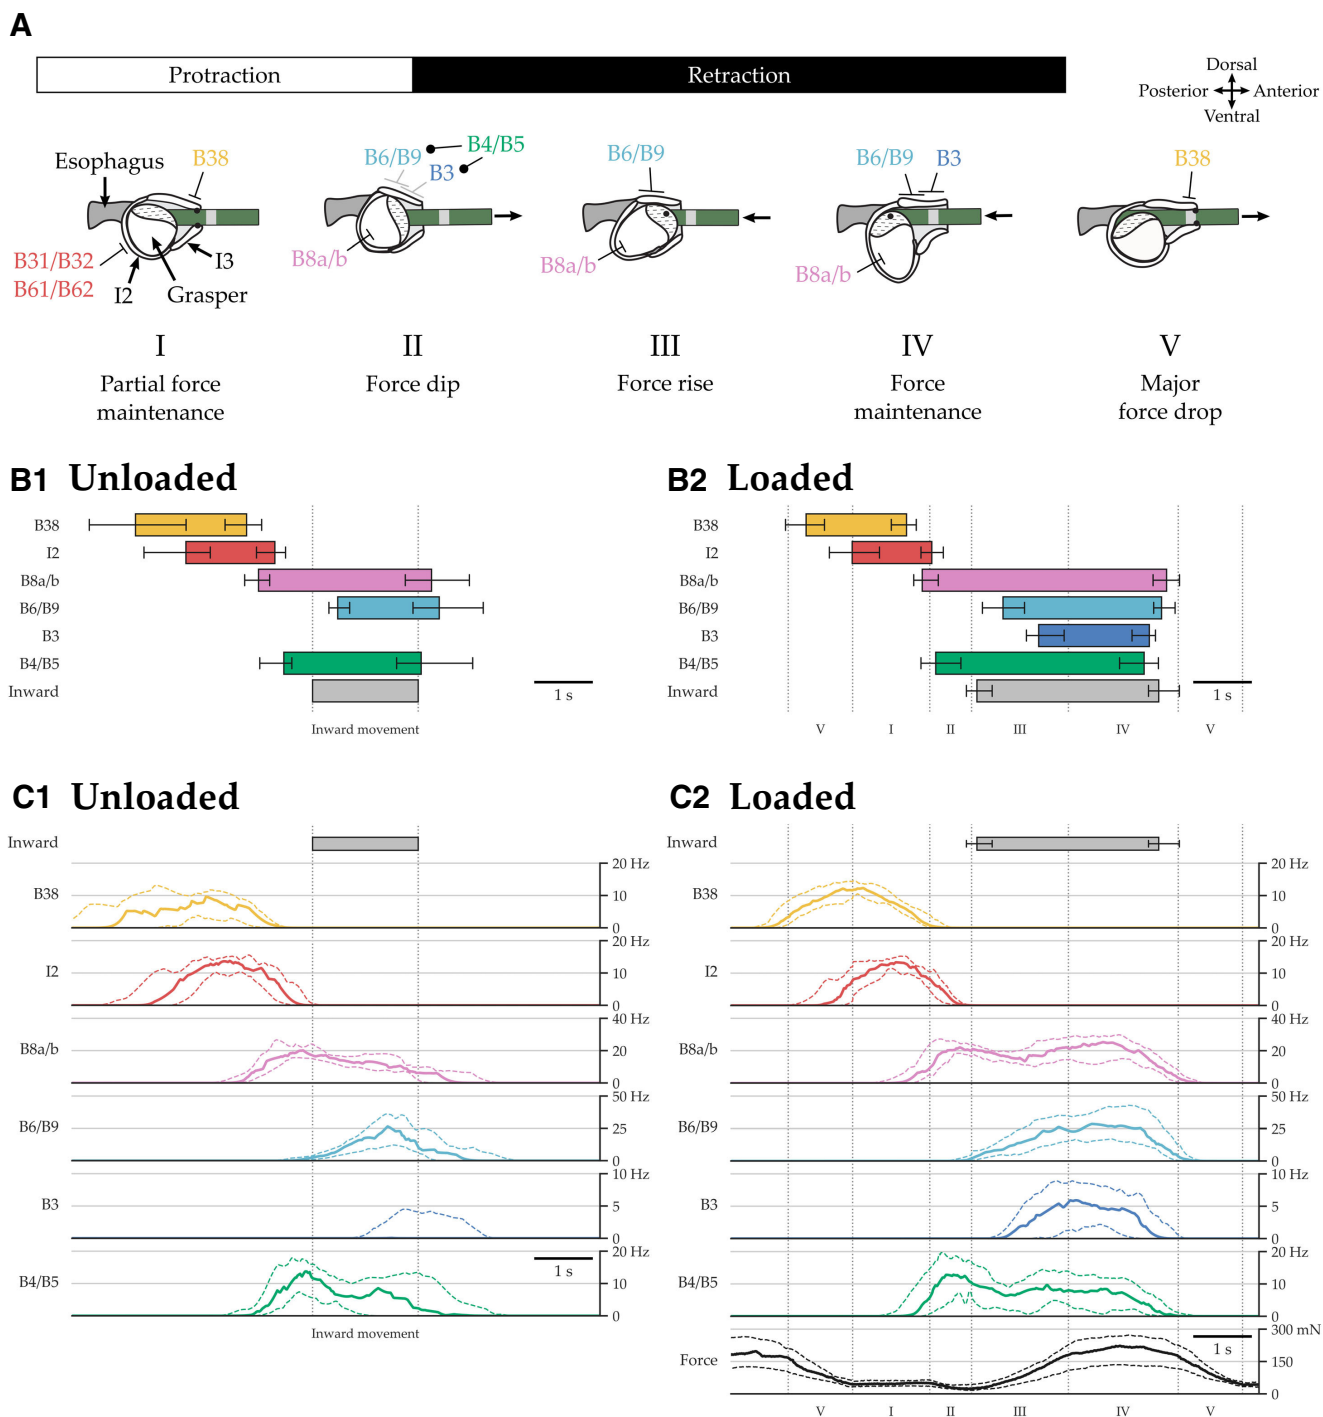 A
Protraction
Retraction
Dorsal
Posterior
Anterior
Ventral
Esophagus
B38
B31/B32
B61/B62
I2
I3
Grasper
B6/B9
B4/B5
B3
B8a/b
B6/B9
B8a/b
B6/B9
B3
B8a/b
B38
I
II
III
IV
V
Partial force
maintenance
Force dip
Force rise
Force
maintenance
Major
force drop
B1 Unloaded
B38
I2
B8a/b
B6/B9
B3
B4/B5
Inward
1 s
Inward movement
B2 Loaded
B38
I2
B8a/b
B6/B9
B3
B4/B5
Inward
1 s
V I II III IV V
C1 Unloaded
Inward
B38
20 Hz
10
0
I2
20 Hz
10
0
B8a/b
40 Hz
20
0
B6/B9
50 Hz
25
0
B3
10 Hz
5
0
B4/B5
20 Hz
10
0
1 s
Inward movement
C2 Loaded
Inward
B38
20 Hz
10
0
I2
20 Hz
10
0
B8a/b
40 Hz
20
0
B6/B9
50 Hz
25
0
B3
10 Hz
5
0
B4/B5
20 Hz
10
0
Force
300 mN
150
0
1 s
V I II III IV V